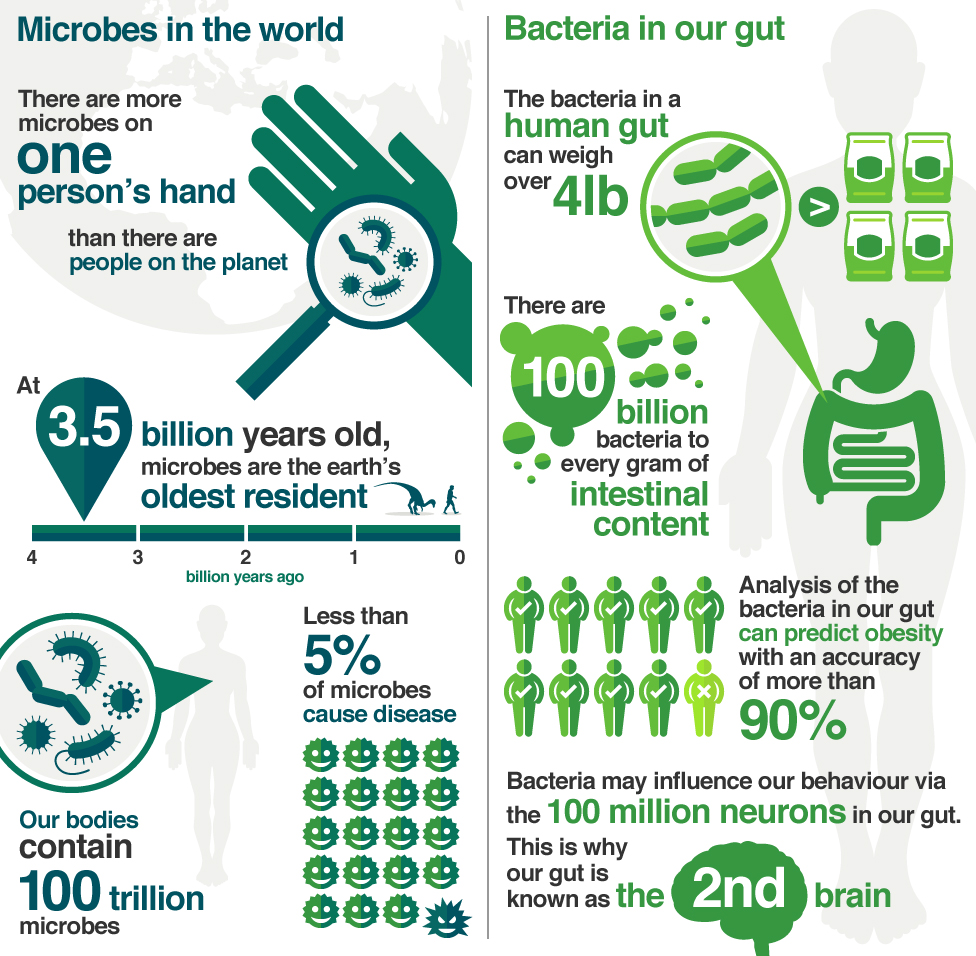 Microbes in the world
There are more
microbes on
one
person's hand
than there are
people on the planet
At
3.5
billion years old,
microbes are the earth's
oldest resident
4 3 2 1 0
billion years ago
Less than
5%
of microbes
cause disease
Our bodies
contain
100 trillion
microbes
Bacteria in our gut
The bacteria in a
human gut
can weigh
over 4lb
>
There are
100
billion
bacteria to
every gram of
intestinal
content
Analysis of the
bacteria in our gut
can predict obesity
with an accuracy
of more than
90%
Bacteria may influence our behaviour via
the 100 million neurons in our gut.
This is why
our gut is
known as the 2nd brain